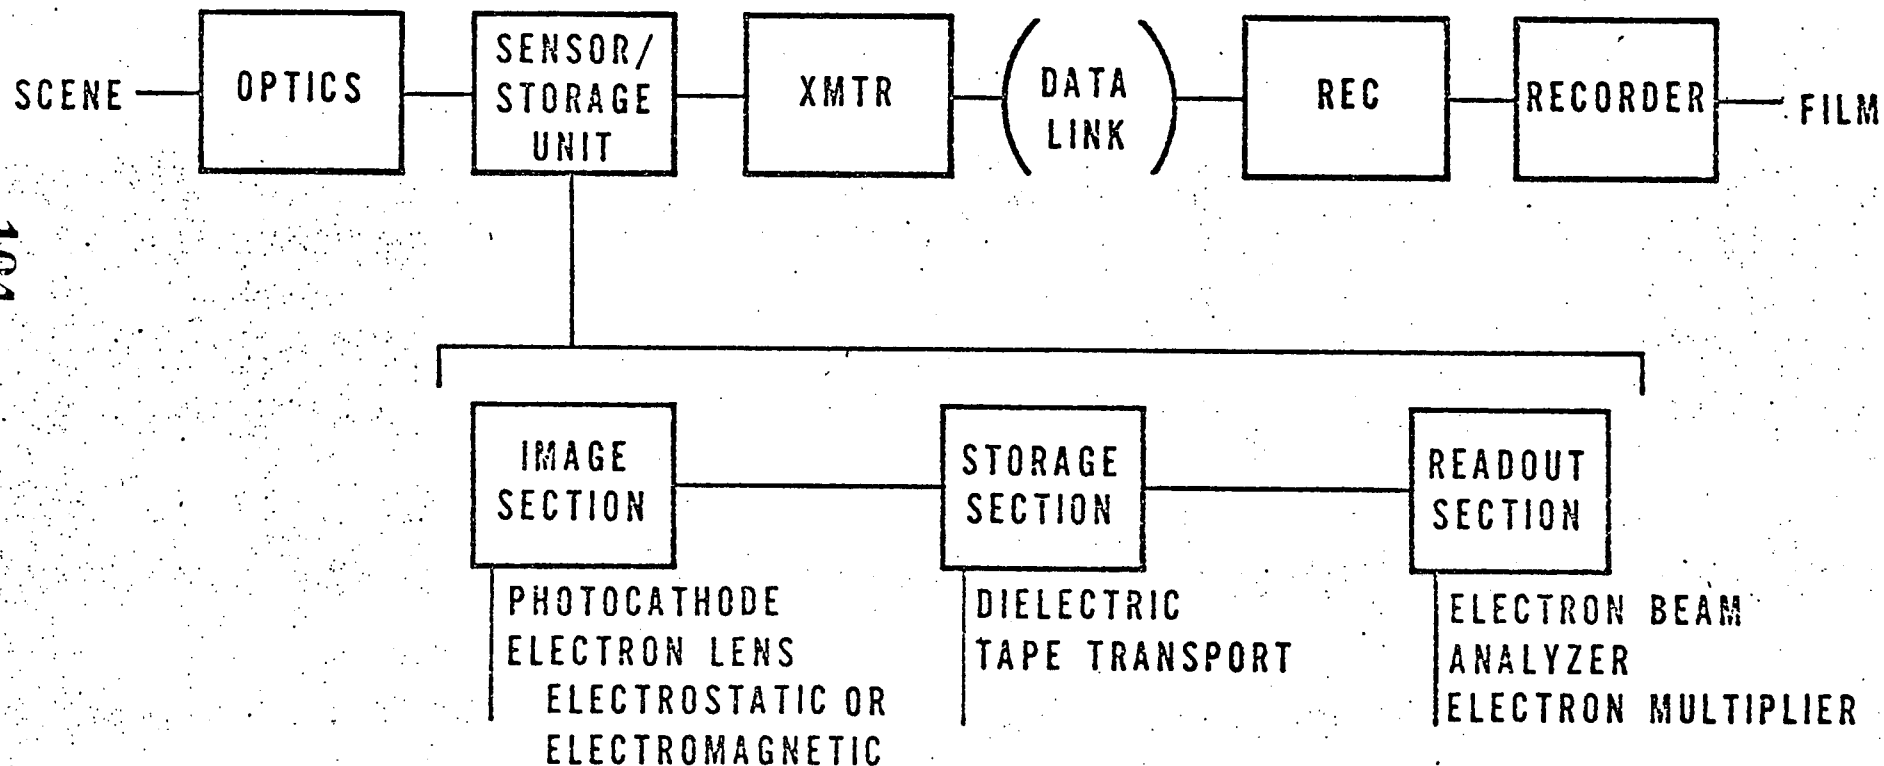 SCENE
OPTICS
SENSOR/
STORAGE
UNIT
XMTR
DATA
LINK
REC
RECORDER
FILM
IMAGE
SECTION
STORAGE
SECTION
READOUT
SECTION
PHOTOCATHODE
ELECTRON LENS
ELECTROSTATIC OR
ELECTROMAGNETIC
DIELECTRIC
TAPE TRANSPORT
ELECTRON BEAM
ANALYZER
ELECTRON MULTIPLIER